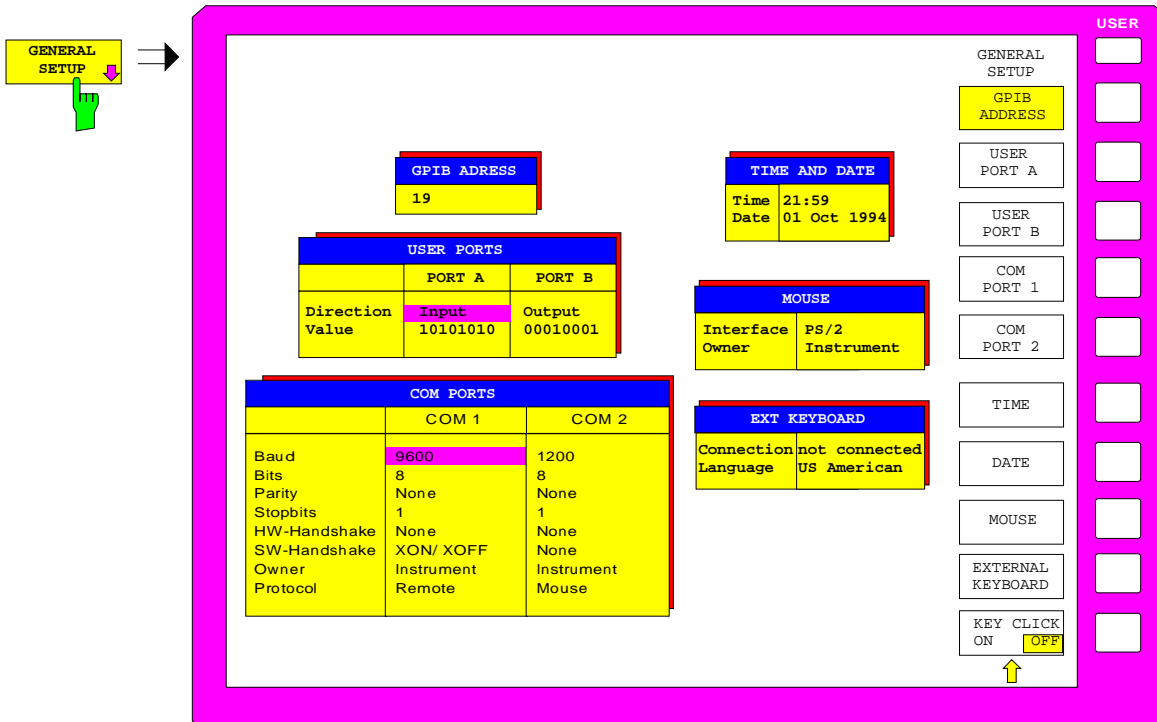 GENERAL
SETUP
USER
GPIB ADRESS
19
USER PORTS
PORT A PORT B
Direction Input Output
Value 10101010 00010001
COM PORTS
COM 1 COM 2
Baud 9600 1200
Bits 8 8
Parity None None
Stopbits 1 1
HW-Handshake None None
SW-Handshake XON/ XOFF None
Owner Instrument Instrument
Protocol Remote Mouse
TIME AND DATE
Time 21:59
Date 01 Oct 1994
MOUSE
Interface PS/2
Owner Instrument
EXT KEYBOARD
Connection not connected
Language US American
GENERAL
SETUP
GPIB
ADDRESS
USER
PORT A
USER
PORT B
COM
PORT 1
COM
PORT 2
TIME
DATE
MOUSE
EXTERNAL
KEYBOARD
KEY CLICK
ON OFF